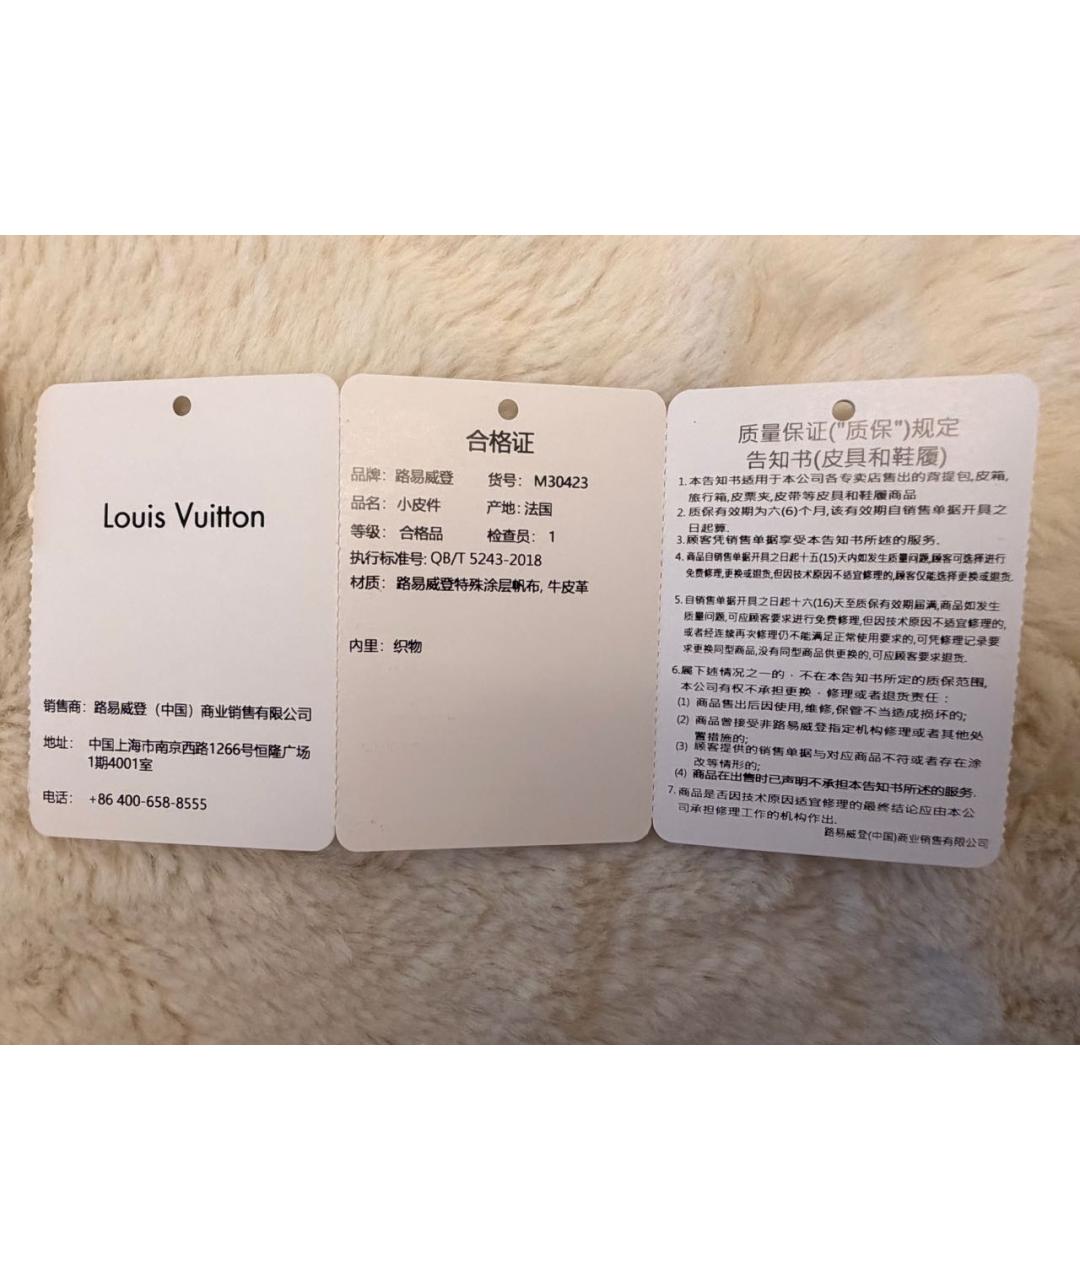 Louis Vuitton
销售商：路易威登（中国）商业销售有限公司
地址：中国上海市南京西路1266号恒隆广场
1期4001室
电话：+86 400-658-8555
合格证
品牌：路易威登 货号：M30423
品名：小皮件 产地：法国
等级：合格品 检查员：1
执行标准号: QB/T 5243-2018
材质：路易威登特殊涂层帆布, 牛皮革
内里：织物
质量保证("质保")规定
告知书(皮具和鞋履)
1.本告知书适用于本公司各专卖店售出的背提包,皮箱,
旅行箱,皮票夹,皮带等皮具和鞋履商品
2.质保有效期为六(6)个月,该有效期自销售单据开具之
日起算.
3.顾客凭销售单据享受本告知书所述的服务.
4.商品自销售单据开具之日起十五(15)天内如发生质量问题,顾客可选择进行
免费修理,更换或退货,但因技术原因不适宜修理的,顾客仅能选择更换或退货.
5.自销售单据开具之日起十六(16)天至质保有效期届满,商品如发生
质量问题,可应顾客要求进行免费修理,但因技术原因不适宜修理的,
或者经连续再次修理仍不能满足正常使用要求的,可凭修理记录要
求更换同型商品,没有同型商品供更换的,可应顾客要求退货.
6.属下述情况之一的，不在本告知书所定的质保范围,
本公司有权不承担更换，修理或者退货责任：
(1) 商品售出后因使用,维修,保管不当造成损坏的;
(2) 商品曾接受非路易威登指定机构修理或者其他处
置措施的;
(3) 顾客提供的销售单据与对应商品不符或者存在涂
改等情形的;
(4) 商品在出售时已声明不承担本告知书所述的服务.
7.商品是否因技术原因适宜修理的最终结论应由本公
司承担修理工作的机构作出.
路易威登(中国)商业销售有限公司